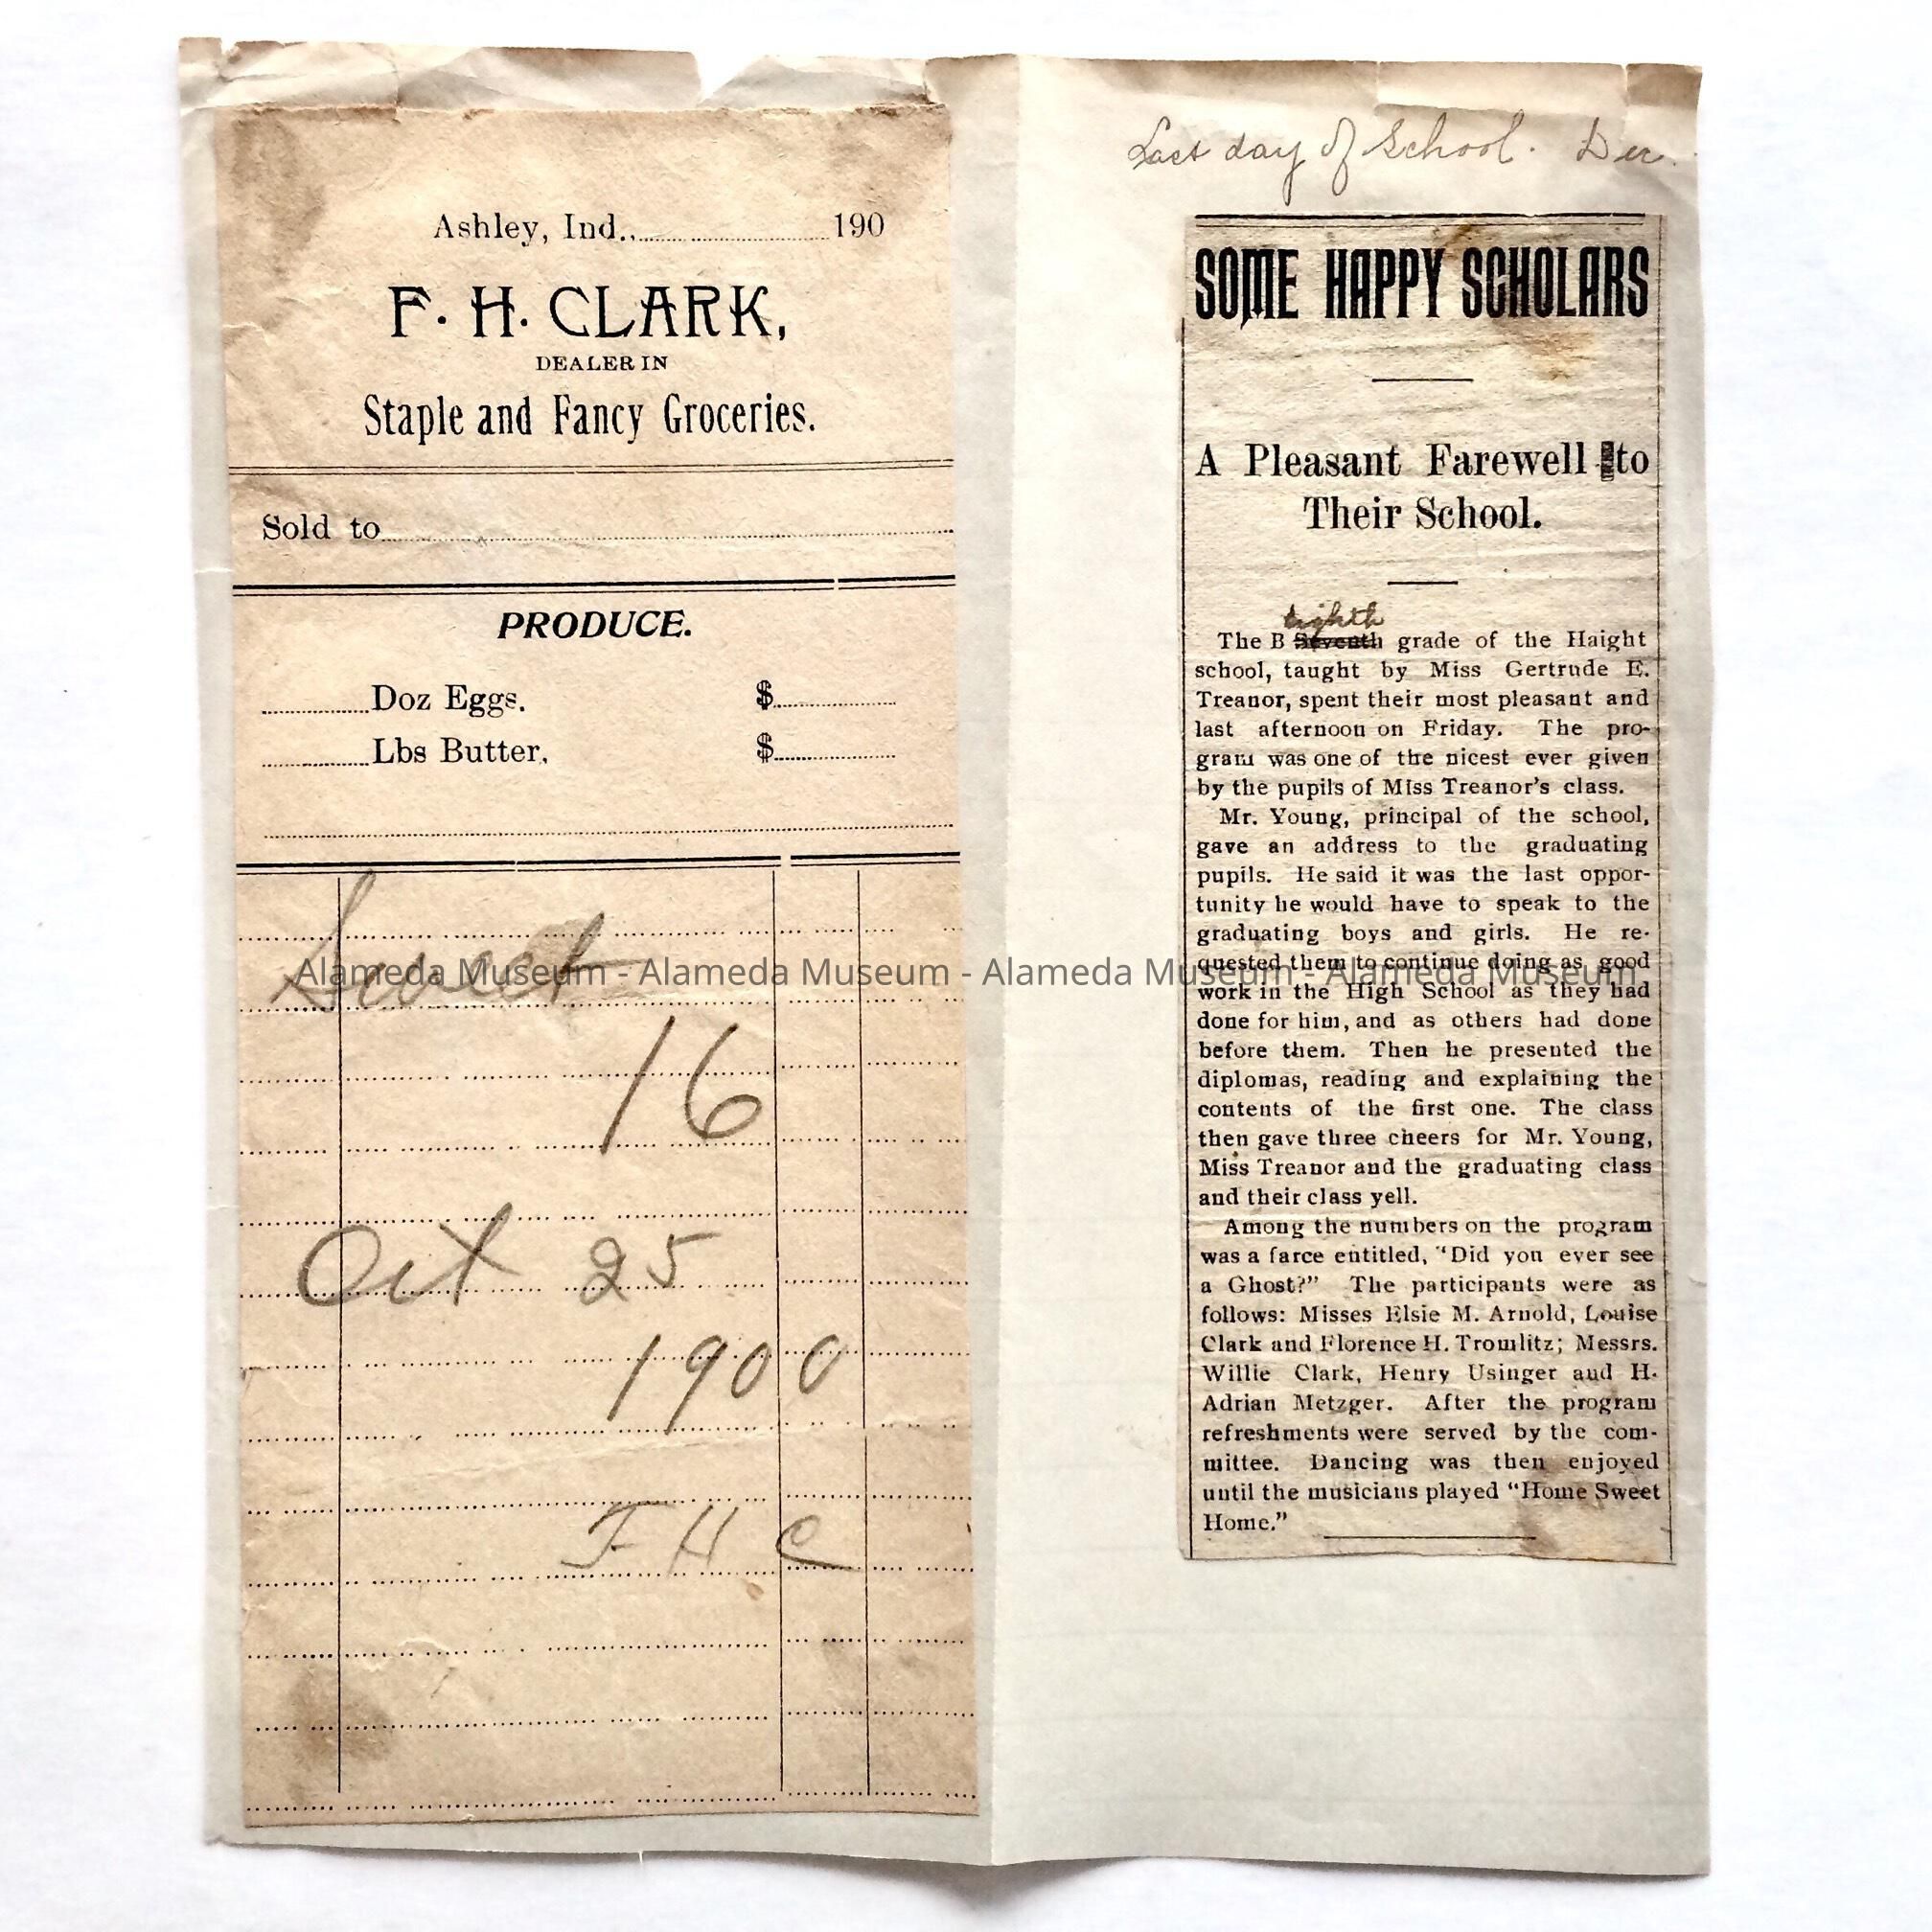 Ashley, Ind., 190
F. H. CLARK,
DEALER IN
Staple and Fancy Groceries.
Sold to
PRODUCE.
Doz Eggs. $
Lbs Butter, $
16
Oct 25
1900
F H C
Last day of School. Dec.
SOME HAPPY SCHOLARS
A Pleasant Farewell to
Their School.
eighth
The B Seventh grade of the Haight
school, taught by Miss Gertrude E.
Treanor, spent their most pleasant and
last afternoon on Friday. The pro-
gram was one of the nicest ever given
by the pupils of Miss Treanor's class.
Mr. Young, principal of the school,
gave an address to the graduating
pupils. He said it was the last oppor-
tunity he would have to speak to the
graduating boys and girls. He re-
quested them to continue doing as good
work in the High School as they had
done for him, and as others had done
before them. Then he presented the
diplomas, reading and explaining the
contents of the first one. The class
then gave three cheers for Mr. Young,
Miss Treanor and the graduating class
and their class yell.
Among the numbers on the program
was a farce entitled, "Did you ever see
a Ghost?" The participants were as
follows: Misses Elsie M. Arnold, Louise
Clark and Florence H. Tromlitz; Messrs.
Willie Clark, Henry Usinger and H.
Adrian Metzger. After the program
refreshments were served by the com-
mittee. Dancing was then enjoyed
until the musicians played "Home Sweet
Home."
Alameda Museum - Alameda Museum - Alameda Museum - Alameda Museum